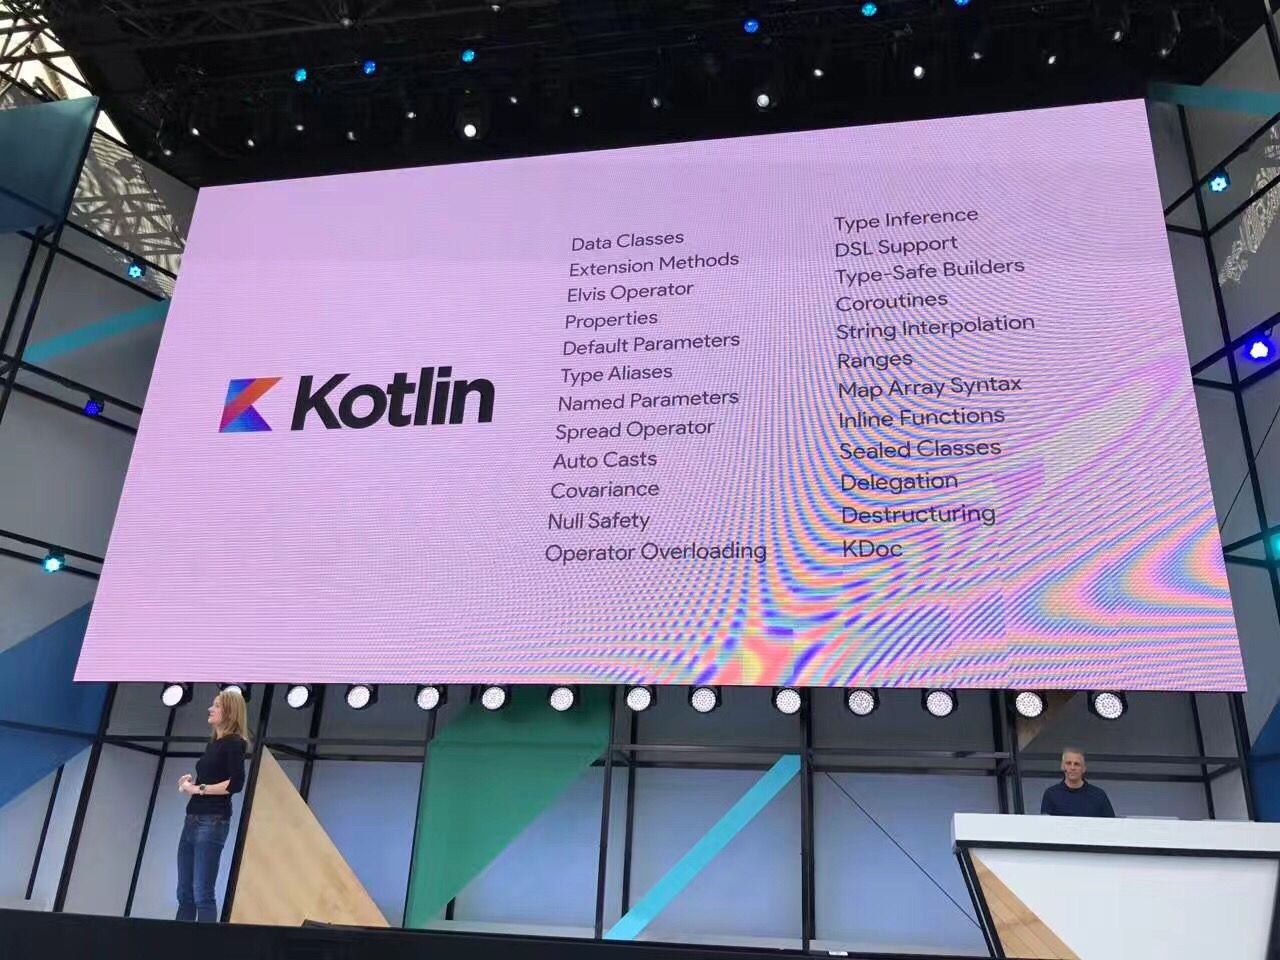 Kotlin
Data Classes
Extension Methods
Elvis Operator
Properties
Default Parameters
Type Aliases
Named Parameters
Spread Operator
Auto Casts
Covariance
Null Safety
Operator Overloading
Type Inference
DSL Support
Type-Safe Builders
Coroutines
String Interpolation
Ranges
Map Array Syntax
Inline Functions
Sealed Classes
Delegation
Destructuring
KDoc